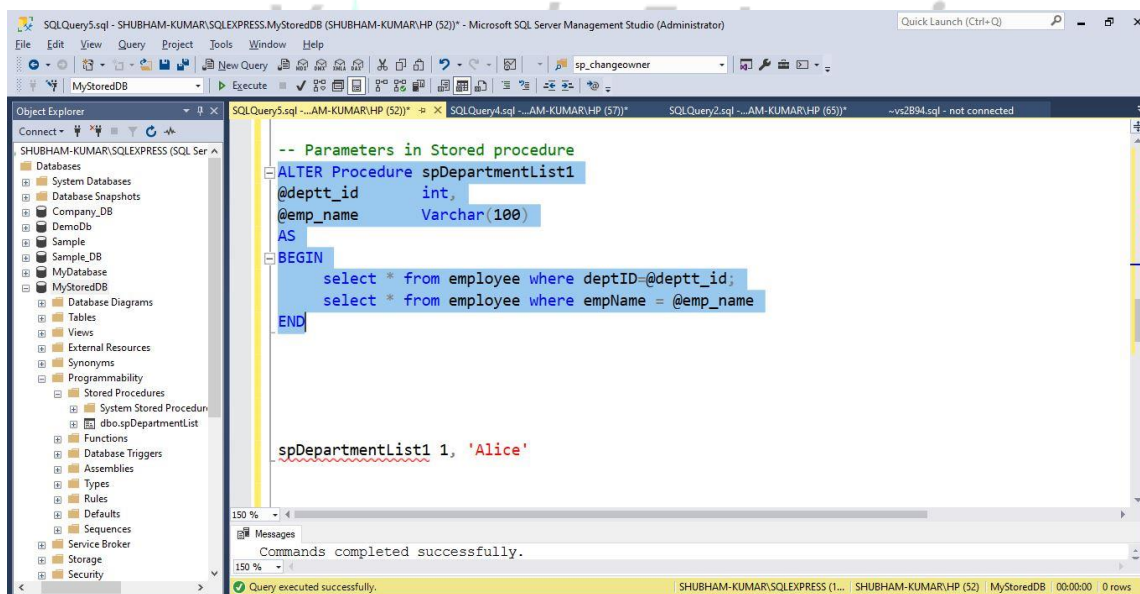 SQLQuery5.sql - SHUBHAM-KUMAR\SQLEXPRESS.MyStoredDB (SHUBHAM-KUMAR\HP (52))* - Microsoft SQL Server Management Studio (Administrator)
Quick Launch (Ctrl+Q)
File Edit View Query Project Tools Window Help
New Query sp_changeowner
MyStoredDB Execute
Object Explorer
SQLQuery5.sql -...AM-KUMAR\HP (52))* SQLQuery4.sql -...AM-KUMAR\HP (57))* SQLQuery2.sql -...AM-KUMAR\HP (65))* ~vs2B94.sql - not connected
Connect
SHUBHAM-KUMAR\SQLEXPRESS (SQL Ser
Databases
System Databases
Database Snapshots
Company_DB
DemoDb
Sample
Sample_DB
MyDatabase
MyStoredDB
Database Diagrams
Tables
Views
External Resources
Synonyms
Programmability
Stored Procedures
System Stored Procedur
dbo.spDepartmentList
Functions
Database Triggers
Assemblies
Types
Rules
Defaults
Sequences
Service Broker
Storage
Security
-- Parameters in Stored procedure
ALTER Procedure spDepartmentList1
@deptt_id int,
@emp_name Varchar(100)
AS
BEGIN
select * from employee where deptID=@deptt_id;
select * from employee where empName = @emp_name
END
spDepartmentList1 1, 'Alice'
150 %
Messages
Commands completed successfully.
150 %
Query executed successfully. SHUBHAM-KUMAR\SQLEXPRESS (1... SHUBHAM-KUMAR\HP (52) MyStoredDB 00:00:00 0 rows